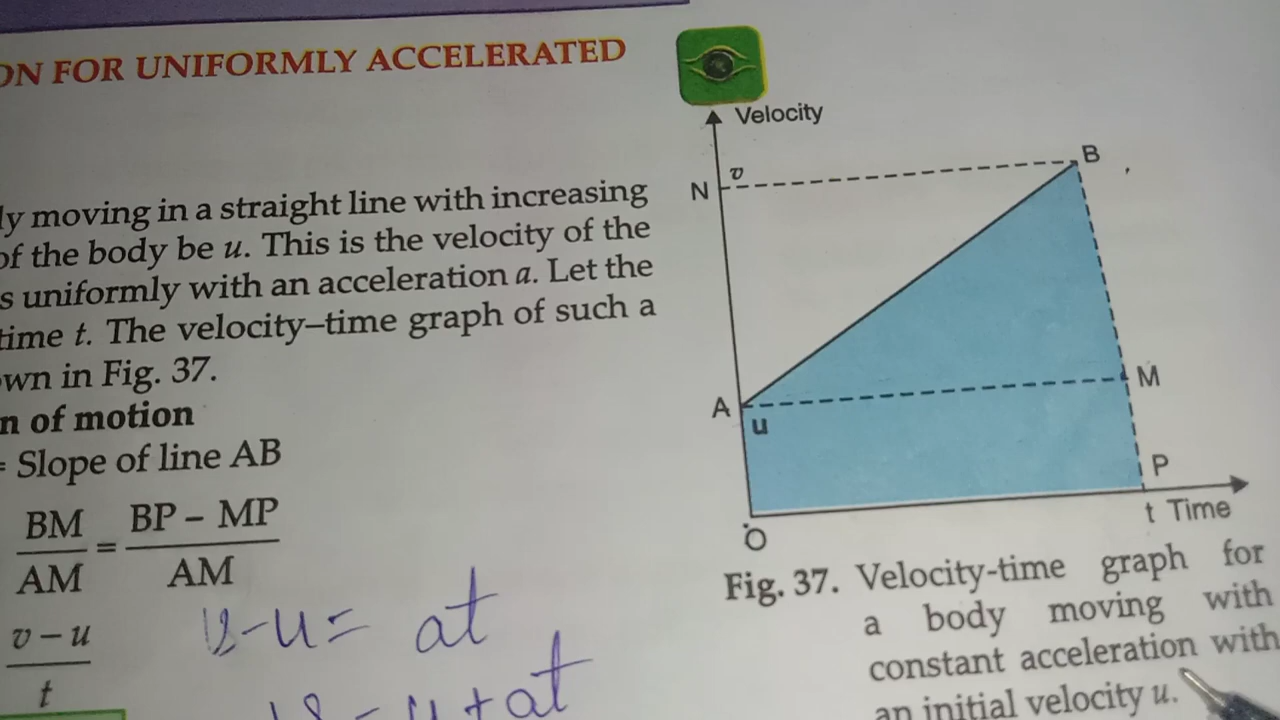 ON FOR UNIFORMLY ACCELERATED
ly moving in a straight line with increasing
of the body be u. This is the velocity of the
s uniformly with an acceleration a. Let the
time t. The velocity–time graph of such a
own in Fig. 37.
n of motion
= Slope of line AB
BM/AM = BP – MP/AM
v – u/t
v-u = at
v = u + at
Velocity
N
v
B
A
u
M
P
O
t Time
Fig. 37. Velocity-time graph for
a body moving with
constant acceleration with
an initial velocity u.